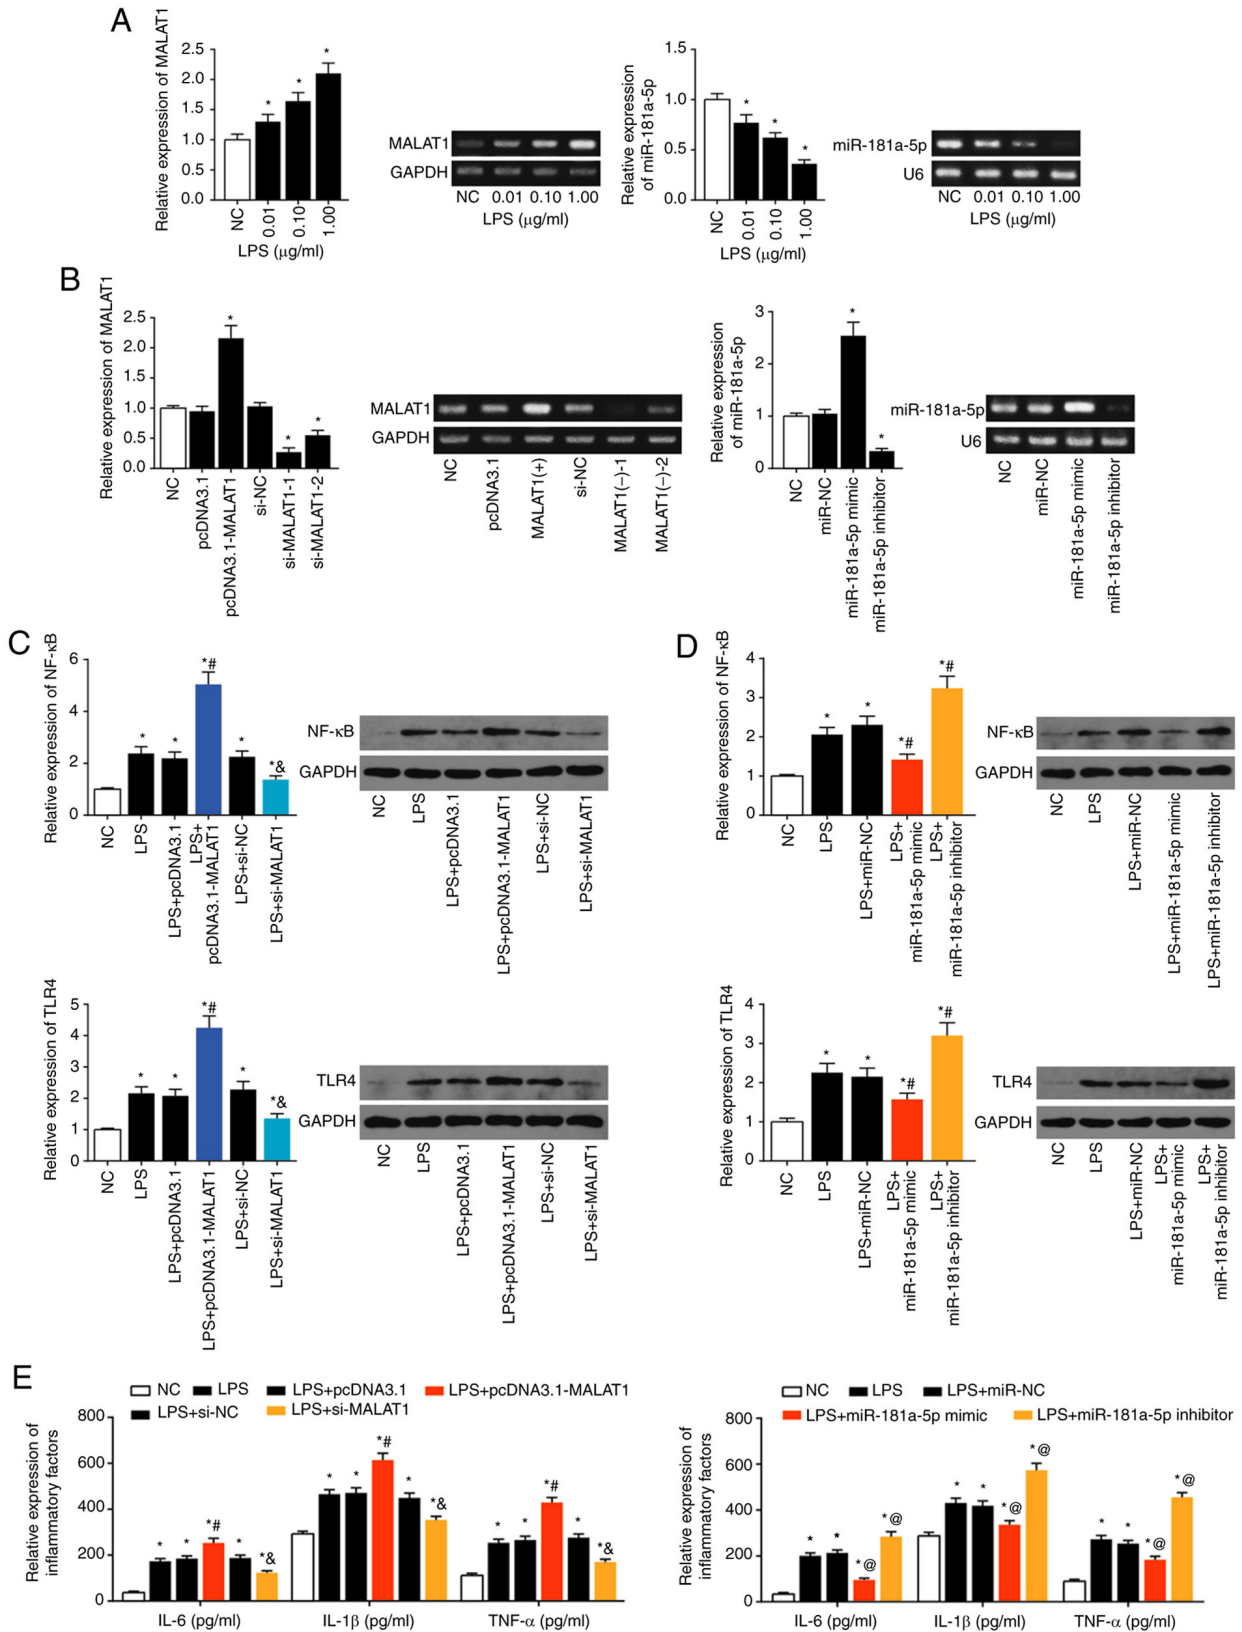 A
Relative expression of MALAT1
2.5
2.0
1.5
1.0
0.5
0.0
* * *
NC 0.01 0.10 1.00
LPS (μg/ml)
MALAT1
GAPDH
NC 0.01 0.10 1.00
LPS (μg/ml)
Relative expression
of miR-181a-5p
1.5
1.0
0.5
0.0
* * *
NC 0.01 0.10 1.00
LPS (μg/ml)
miR-181a-5p
U6
NC 0.01 0.10 1.00
LPS (μg/ml)
B
Relative expression of MALAT1
2.5
2.0
1.5
1.0
0.5
0.0
* * *
NC
pcDNA3.1
pcDNA3.1-MALAT1
si-NC
si-MALAT1-1
si-MALAT1-2
MALAT1
GAPDH
NC
pcDNA3.1
MALAT1(+)
si-NC
MALAT1(−)-1
MALAT1(−)-2
Relative expression
of miR-181a-5p
3
2
1
0
* *
NC
miR-NC
miR-181a-5p mimic
miR-181a-5p inhibitor
miR-181a-5p
U6
NC
miR-NC
miR-181a-5p mimic
miR-181a-5p inhibitor
C
Relative expression of NF-κB
6
4
2
0
* * *# * *&
NC
LPS
LPS+pcDNA3.1
LPS+
pcDNA3.1-MALAT1
LPS+si-NC
LPS+si-MALAT1
NF-κB
GAPDH
NC
LPS
LPS+pcDNA3.1
LPS+pcDNA3.1-MALAT1
LPS+si-NC
LPS+si-MALAT1
Relative expression of TLR4
5
4
3
2
1
0
* * *# * *&
NC
LPS
LPS+pcDNA3.1
LPS+pcDNA3.1-MALAT1
LPS+si-NC
LPS+si-MALAT1
TLR4
GAPDH
NC
LPS
LPS+pcDNA3.1
LPS+pcDNA3.1-MALAT1
LPS+si-NC
LPS+si-MALAT1
D
Relative expression of NF-κB
4
3
2
1
0
* * *# *#
NC
LPS
LPS+miR-NC
LPS+
miR-181a-5p mimic
LPS+
miR-181a-5p inhibitor
NF-κB
GAPDH
NC
LPS
LPS+miR-NC
LPS+miR-181a-5p mimic
LPS+miR-181a-5p inhibitor
Relative expression of TLR4
4
3
2
1
0
* * *# *#
NC
LPS
LPS+miR-NC
LPS+
miR-181a-5p mimic
LPS+
miR-181a-5p inhibitor
TLR4
GAPDH
NC
LPS
LPS+miR-NC
LPS+
miR-181a-5p mimic
LPS+
miR-181a-5p inhibitor
E
NC LPS LPS+pcDNA3.1 LPS+pcDNA3.1-MALAT1
LPS+si-NC LPS+si-MALAT1
Relative expression of
inflammatory factors
800
600
400
200
0
* * *# * *& * * *# * *& * * *# * *&
IL-6 (pg/ml) IL-1β (pg/ml) TNF-α (pg/ml)
NC LPS LPS+miR-NC
LPS+miR-181a-5p mimic LPS+miR-181a-5p inhibitor
Relative expression of
inflammatory factors
800
600
400
200
0
* * *@ *@ * * *@ *@ * * *@ *@
IL-6 (pg/ml) IL-1β (pg/ml) TNF-α (pg/ml)